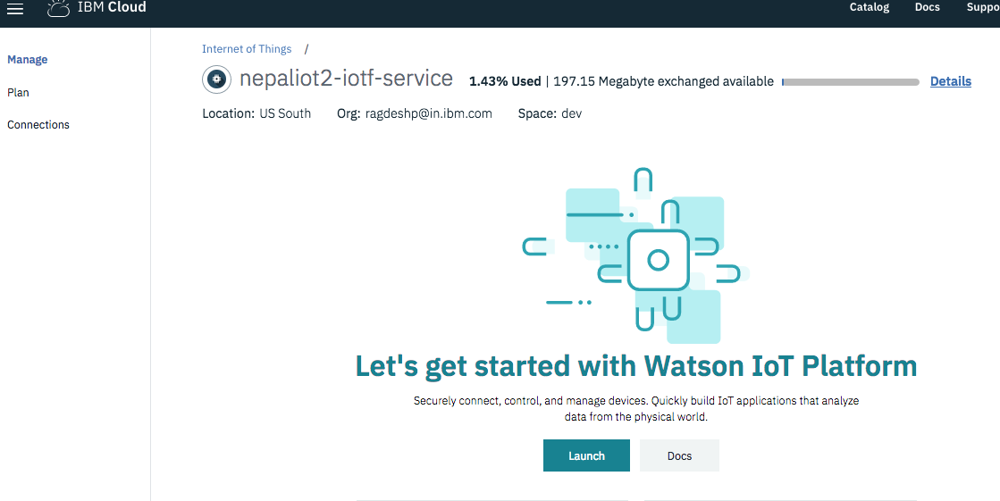 IBM Cloud Catalog Docs
Manage
Plan
Connections
Internet of Things /
nepaliot2-iotf-service 1.43% Used | 197.15 Megabyte exchanged available Details
Location: US South Org: ragdeshp@in.ibm.com Space: dev
Let's get started with Watson IoT Platform
Securely connect, control, and manage devices. Quickly build IoT applications that analyze
data from the physical world.
Launch Docs